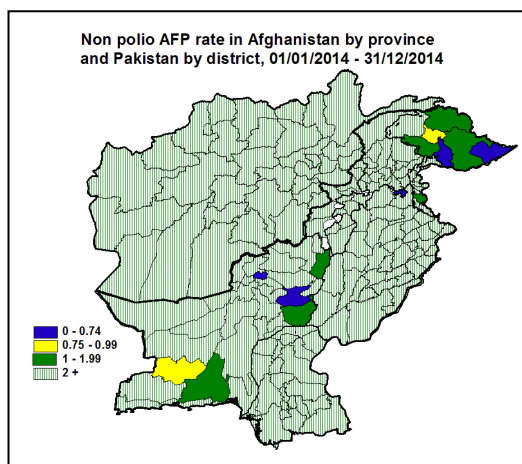 Non polio AFP rate in Afghanistan by province
and Pakistan by district, 01/01/2014 - 31/12/2014
0 - 0.74
0.75 - 0.99
1 - 1.99
2 +